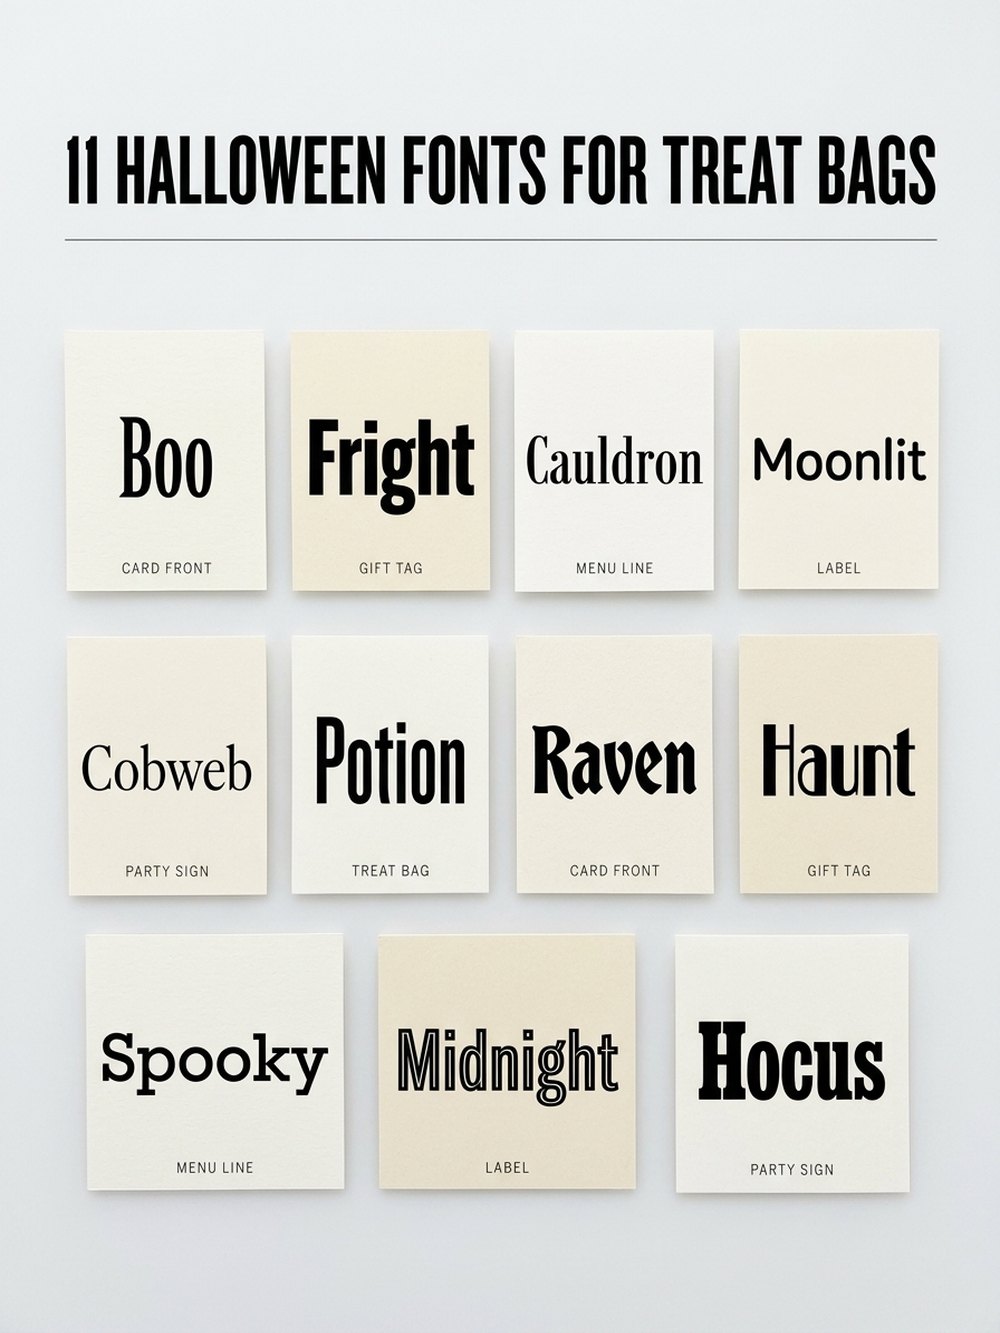 11 HALLOWEEN FONTS FOR TREAT BAGS
Boo
CARD FRONT
Fright
GIFT TAG
Cauldron
MENU LINE
Moonlit
LABEL
Cobweb
PARTY SIGN
Potion
TREAT BAG
Raven
CARD FRONT
Haunt
GIFT TAG
Spooky
MENU LINE
Midnight
LABEL
Hocus
PARTY SIGN